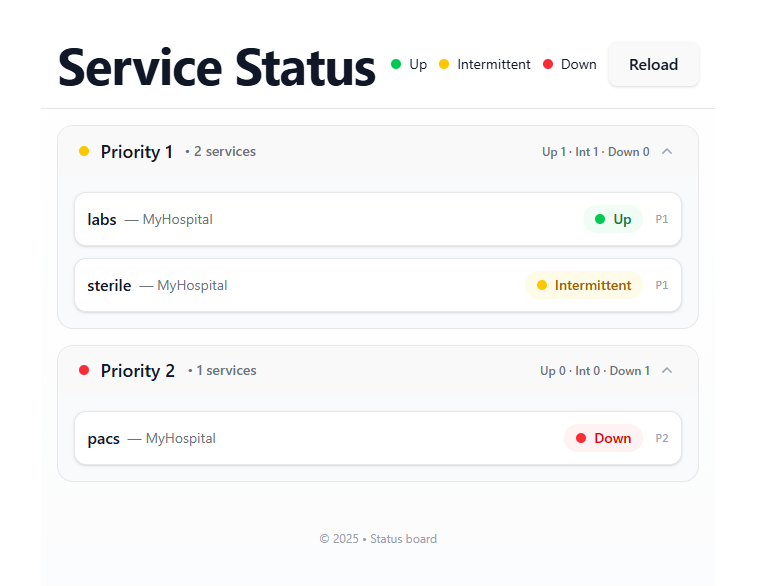 Service Status Up Intermittent Down Reload
Priority 1 • 2 services Up 1 · Int 1 · Down 0
labs — MyHospital Up P1
sterile — MyHospital Intermittent P1
Priority 2 • 1 services Up 0 · Int 0 · Down 1
pacs — MyHospital Down P2
© 2025 • Status board